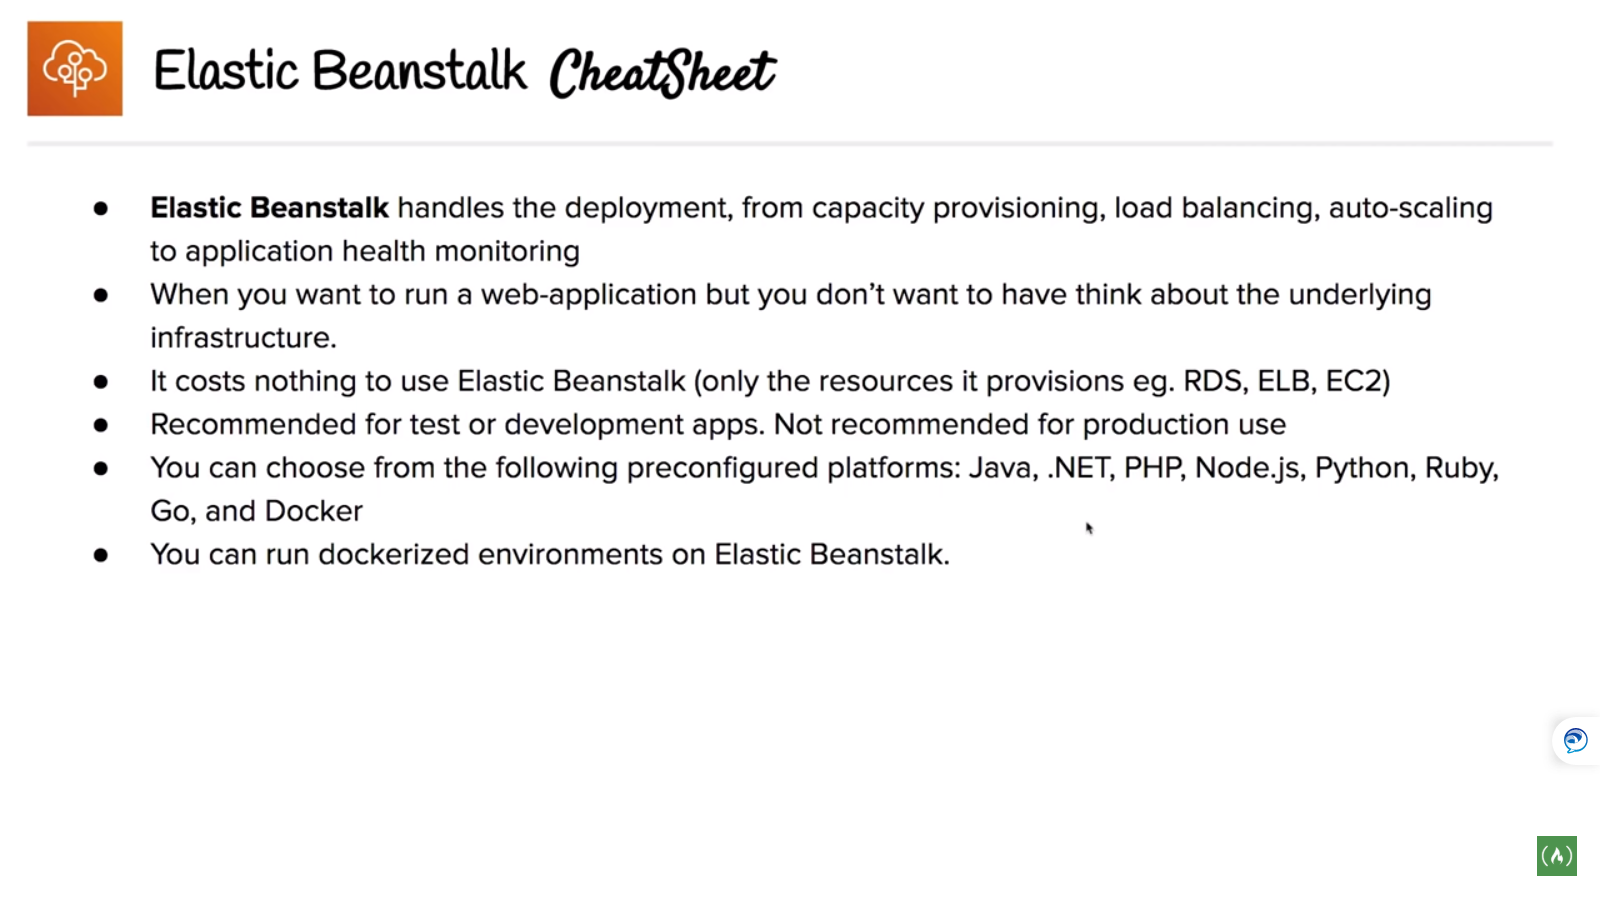 Elastic Beanstalk CheatSheet
● Elastic Beanstalk handles the deployment, from capacity provisioning, load balancing, auto-scaling
to application health monitoring
● When you want to run a web-application but you don’t want to have think about the underlying
infrastructure.
● It costs nothing to use Elastic Beanstalk (only the resources it provisions eg. RDS, ELB, EC2)
● Recommended for test or development apps. Not recommended for production use
● You can choose from the following preconfigured platforms: Java, .NET, PHP, Node.js, Python, Ruby,
Go, and Docker
● You can run dockerized environments on Elastic Beanstalk.